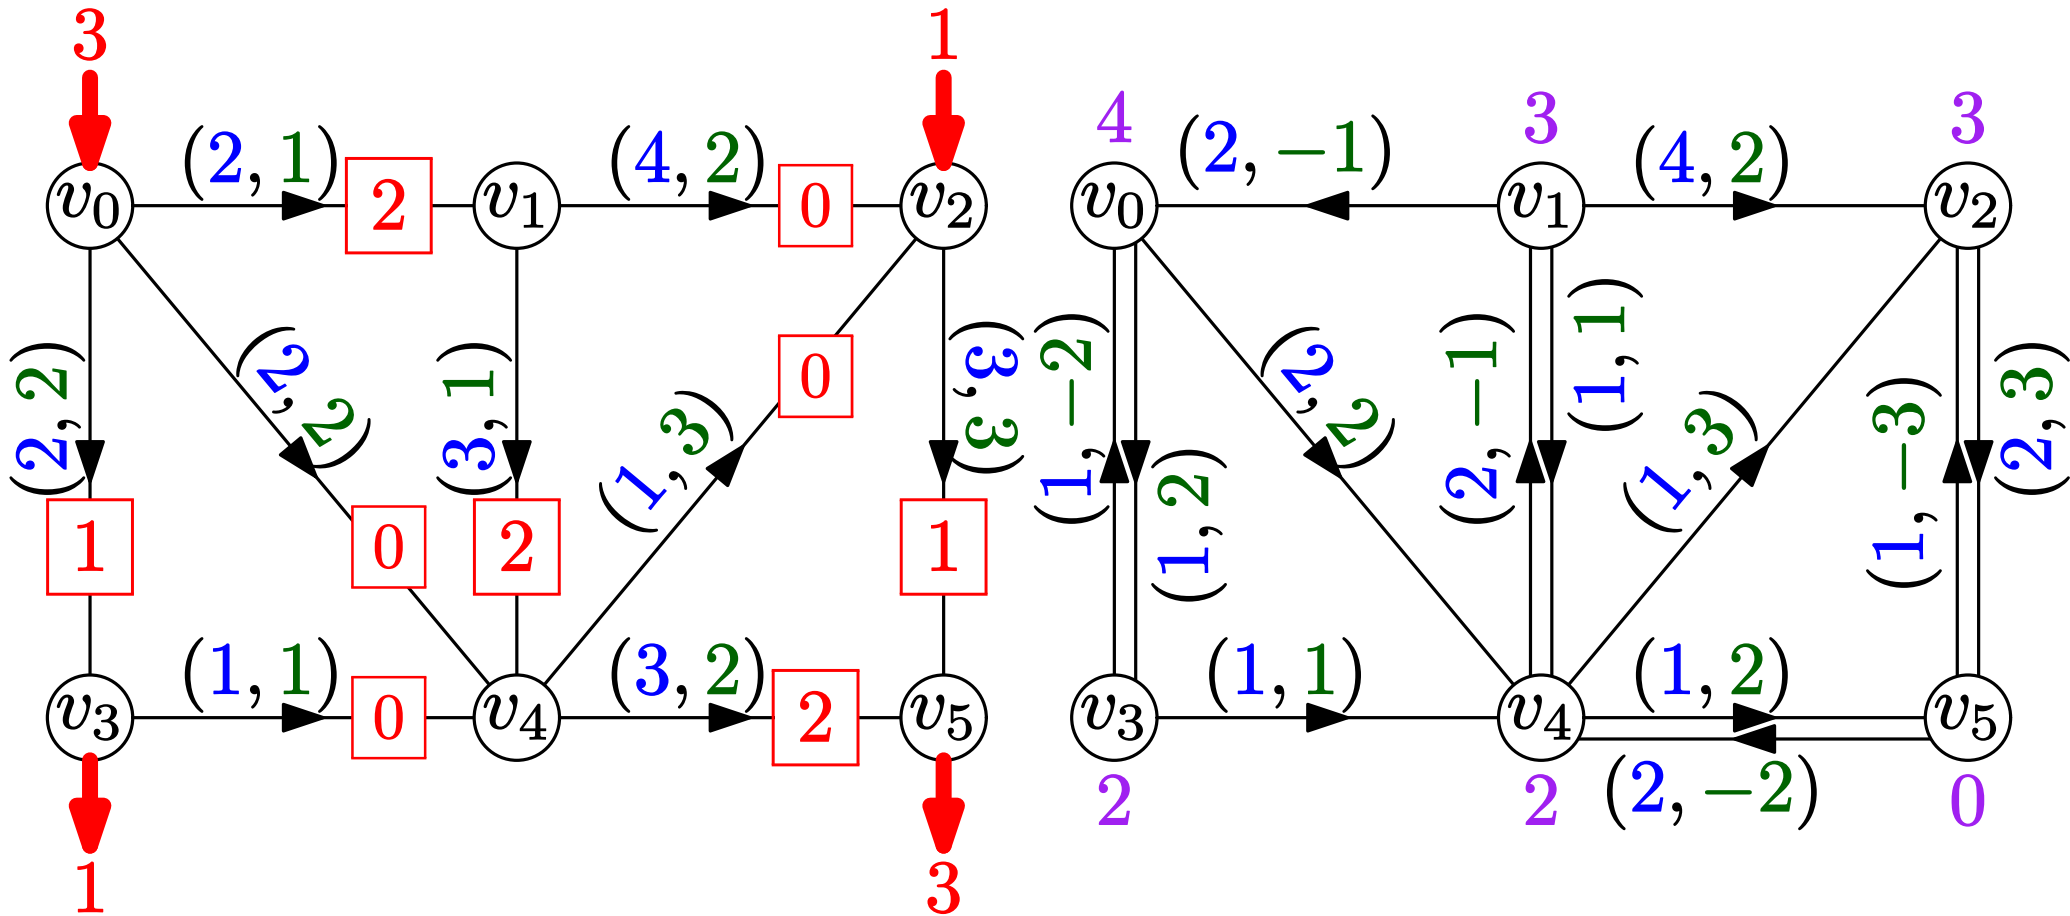 3 1
4 (2, −1) 3 3
(2, 1) (4, 2) (4, 2)
v0 2 v1 0 v2 v0 v1 v2
(2, 2) (2, 2) (3, 1) (1, 3) 0 (3, 3) (1, −2) (1, 2) (2, 2) (2, −1) (1, 1) (1, 3) (1, −3) (2, 3)
1 0 2 1
(1, 1) (3, 2) (1, 1) (1, 2)
v3 0 v4 2 v5 v3 v4 v5
2 2 (2, −2) 0
1 3